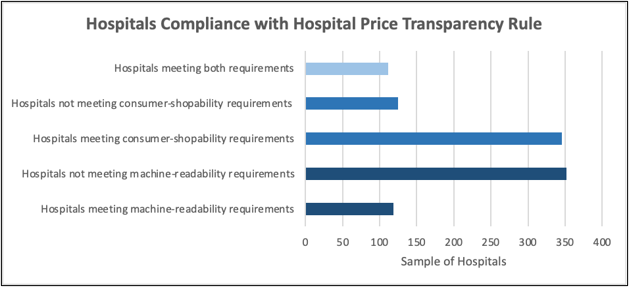 Hospitals Compliance with Hospital Price Transparency Rule
Hospitals meeting both requirements
Hospitals not meeting consumer-shopability requirements
Hospitals meeting consumer-shopability requirements
Hospitals not meeting machine-readability requirements
Hospitals meeting machine-readability requirements
0 50 100 150 200 250 300 350 400
Sample of Hospitals